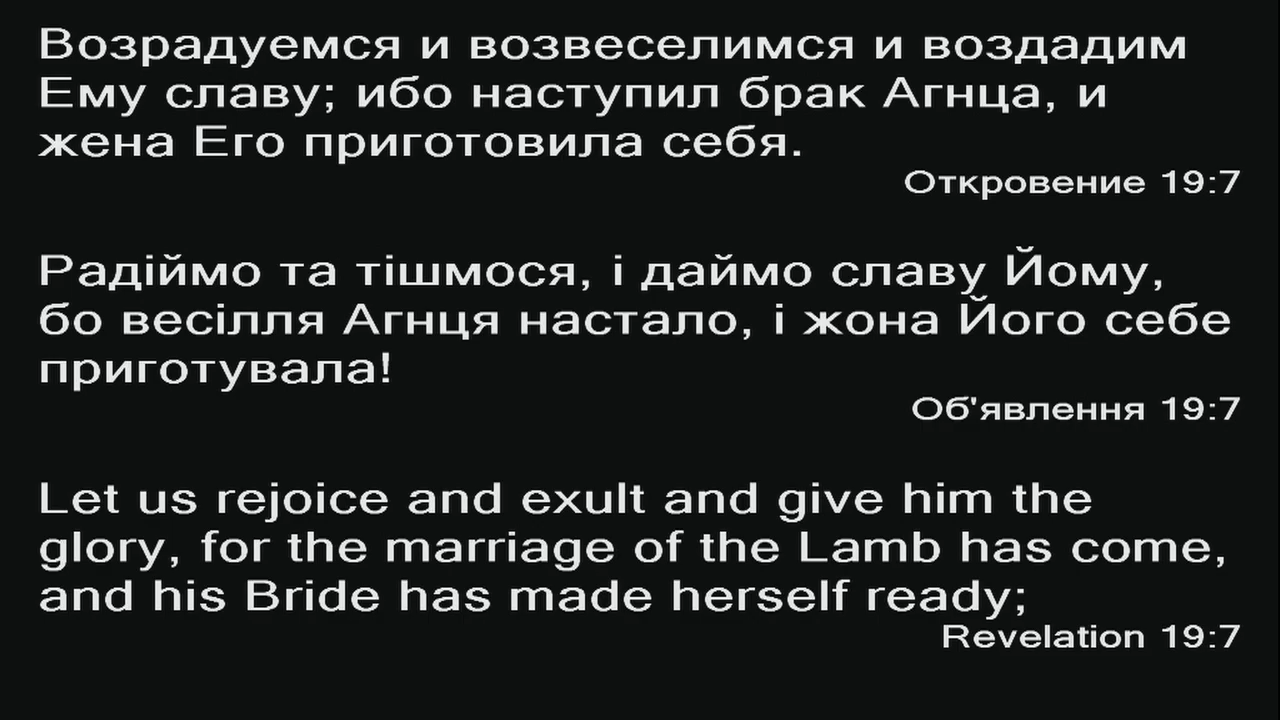 Возрадуемся и возвеселимся и воздадим
Ему славу; ибо наступил брак Агнца, и
жена Его приготовила себя.
Откровение 19:7
Радіймо та тішмося, і даймо славу Йому,
бо весілля Агнця настало, і жона Його себе
приготувала!
Об'явлення 19:7
Let us rejoice and exult and give him the
glory, for the marriage of the Lamb has come,
and his Bride has made herself ready;
Revelation 19:7